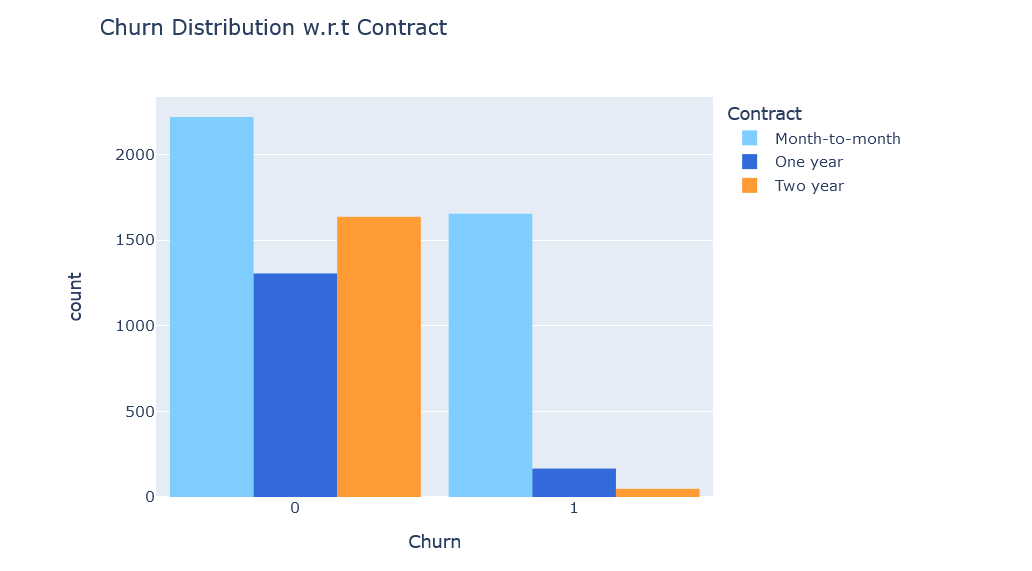 Churn Distribution w.r.t Contract
Contract
Month-to-month
One year
Two year
2000
1500
1000
500
0
count
0 1
Churn